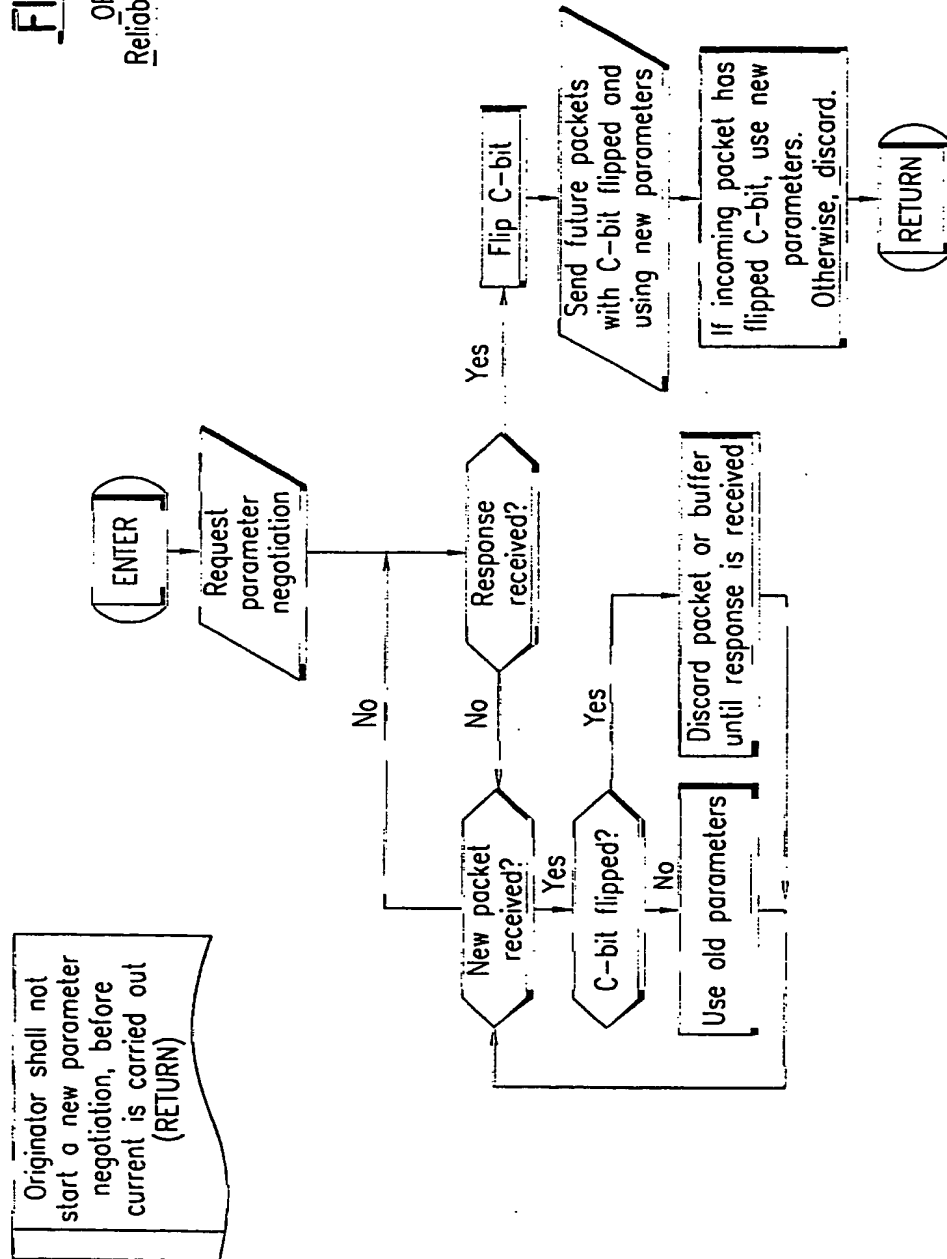 Originator shall not
start a new parameter
negotiation, before
current is carried out
(RETURN)
ENTER
Request
parameter
negotiation
No
Response
received?
No
Yes
New packet
received?
Yes
C-bit flipped?
Yes
No
Use old parameters
Discard packet or buffer
until response is received
Flip C-bit
Send future packets
with C-bit flipped and
using new parameters
If incoming packet has
flipped C-bit, use new
parameters.
Otherwise, discard.
RETURN